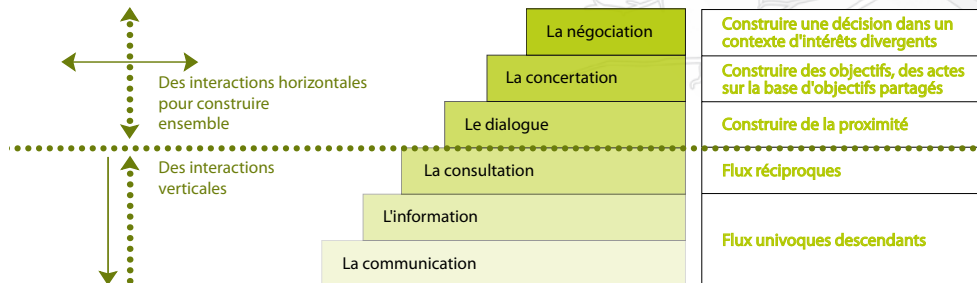 Des interactions horizontales
pour construire
ensemble
Des interactions
verticales
La négociation
La concertation
Le dialogue
La consultation
L'information
La communication
Construire une décision dans un
contexte d'intérêts divergents
Construire des objectifs, des actes
sur la base d'objectifs partagés
Construire de la proximité
Flux réciproques
Flux univoques descendants